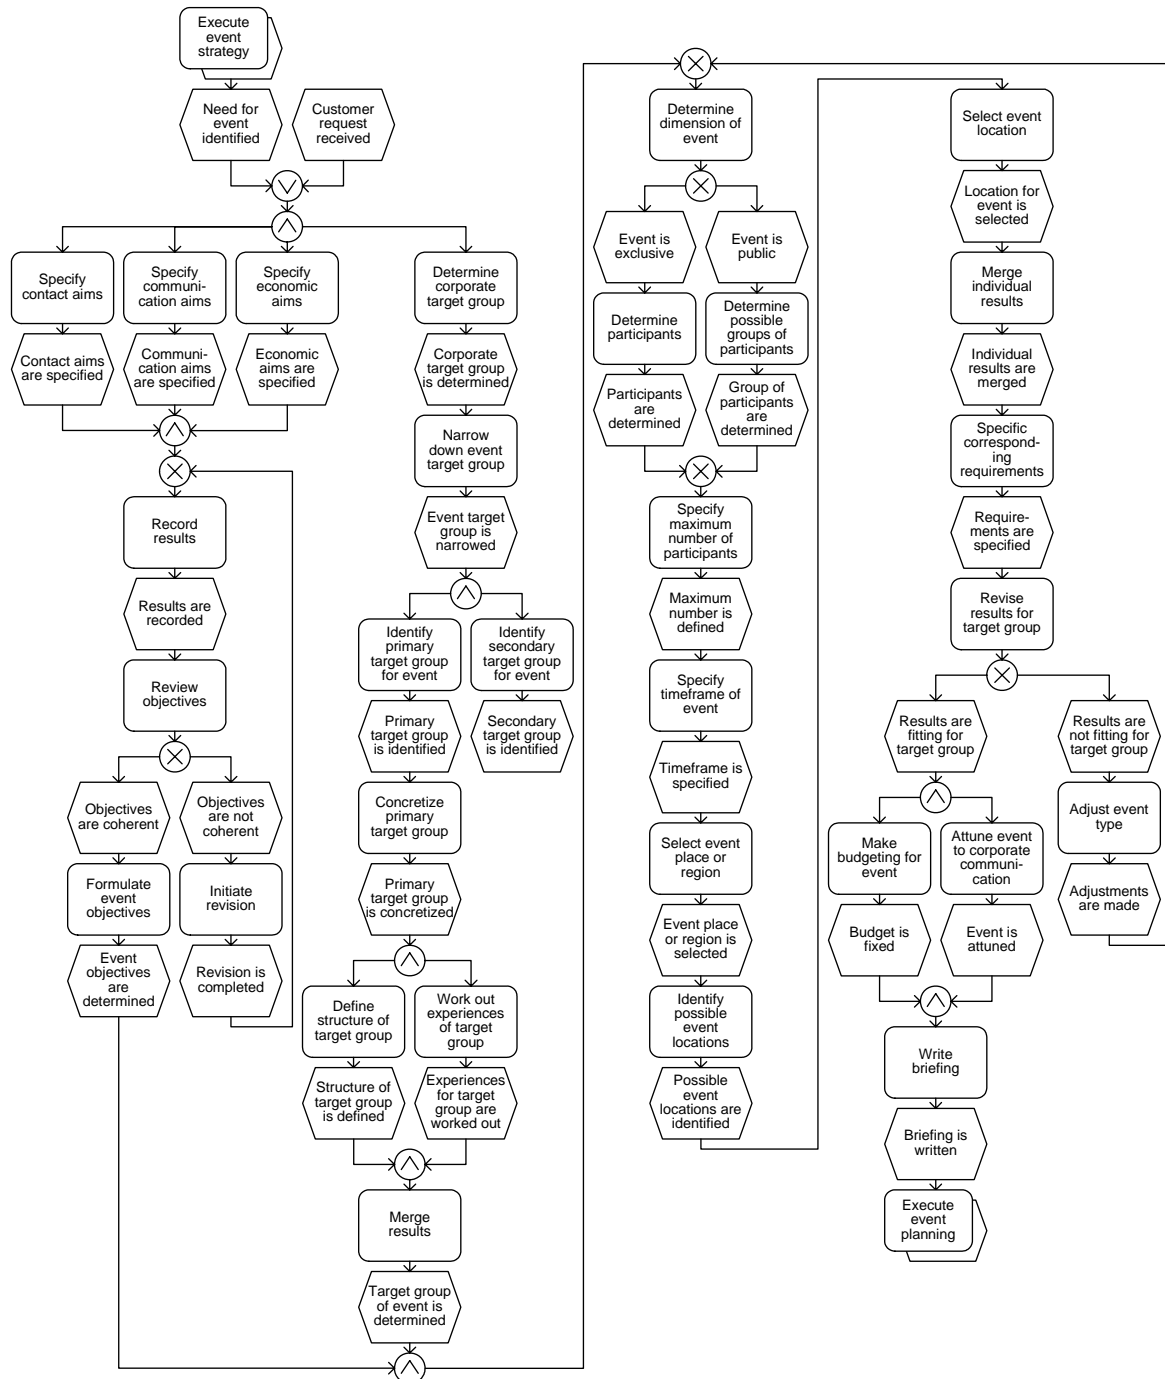 Execute
event
strategy
Need for
event
identified
Customer
request
received
Specify
contact aims
Specify
communi-
cation aims
Specify
economic
aims
Determine
corporate
target group
Contact aims
are specified
Communi-
cation aims
are specified
Economic
aims are
specified
Corporate
target group
is determined
Narrow
down event
target group
Record
results
Event target
group is
narrowed
Results are
recorded
Identify
primary
target group
for event
Identify
secondary
target group
for event
Review
objectives
Primary
target group
is identified
Secondary
target group
is identified
Objectives
are coherent
Objectives
are not
coherent
Concretize
primary
target group
Formulate
event
objectives
Initiate
revision
Primary
target group
is concretized
Event
objectives
are
determined
Revision is
completed
Define
structure of
target group
Work out
experiences
of target
group
Structure of
target group
is defined
Experiences
for target
group are
worked out
Merge
results
Target group
of event is
determined
Determine
dimension of
event
Event is
exclusive
Event is
public
Determine
participants
Determine
possible
groups of
participants
Participants
are
determined
Group of
participants
are
determined
Specify
maximum
number of
participants
Maximum
number is
defined
Specify
timeframe of
event
Timeframe is
specified
Select event
place or
region
Event place
or region is
selected
Identify
possible
event
locations
Possible
event
locations are
identified
Select event
location
Location for
event is
selected
Merge
individual
results
Individual
results are
merged
Specific
correspond-
ing
requirements
Require-
ments are
specified
Revise
results for
target group
Results are
fitting for
target group
Results are
not fitting for
target group
Make
budgeting for
event
Attune event
to corporate
communi-
cation
Adjust event
type
Budget is
fixed
Event is
attuned
Adjustments
are made
Write
briefing
Briefing is
written
Execute
event
planning